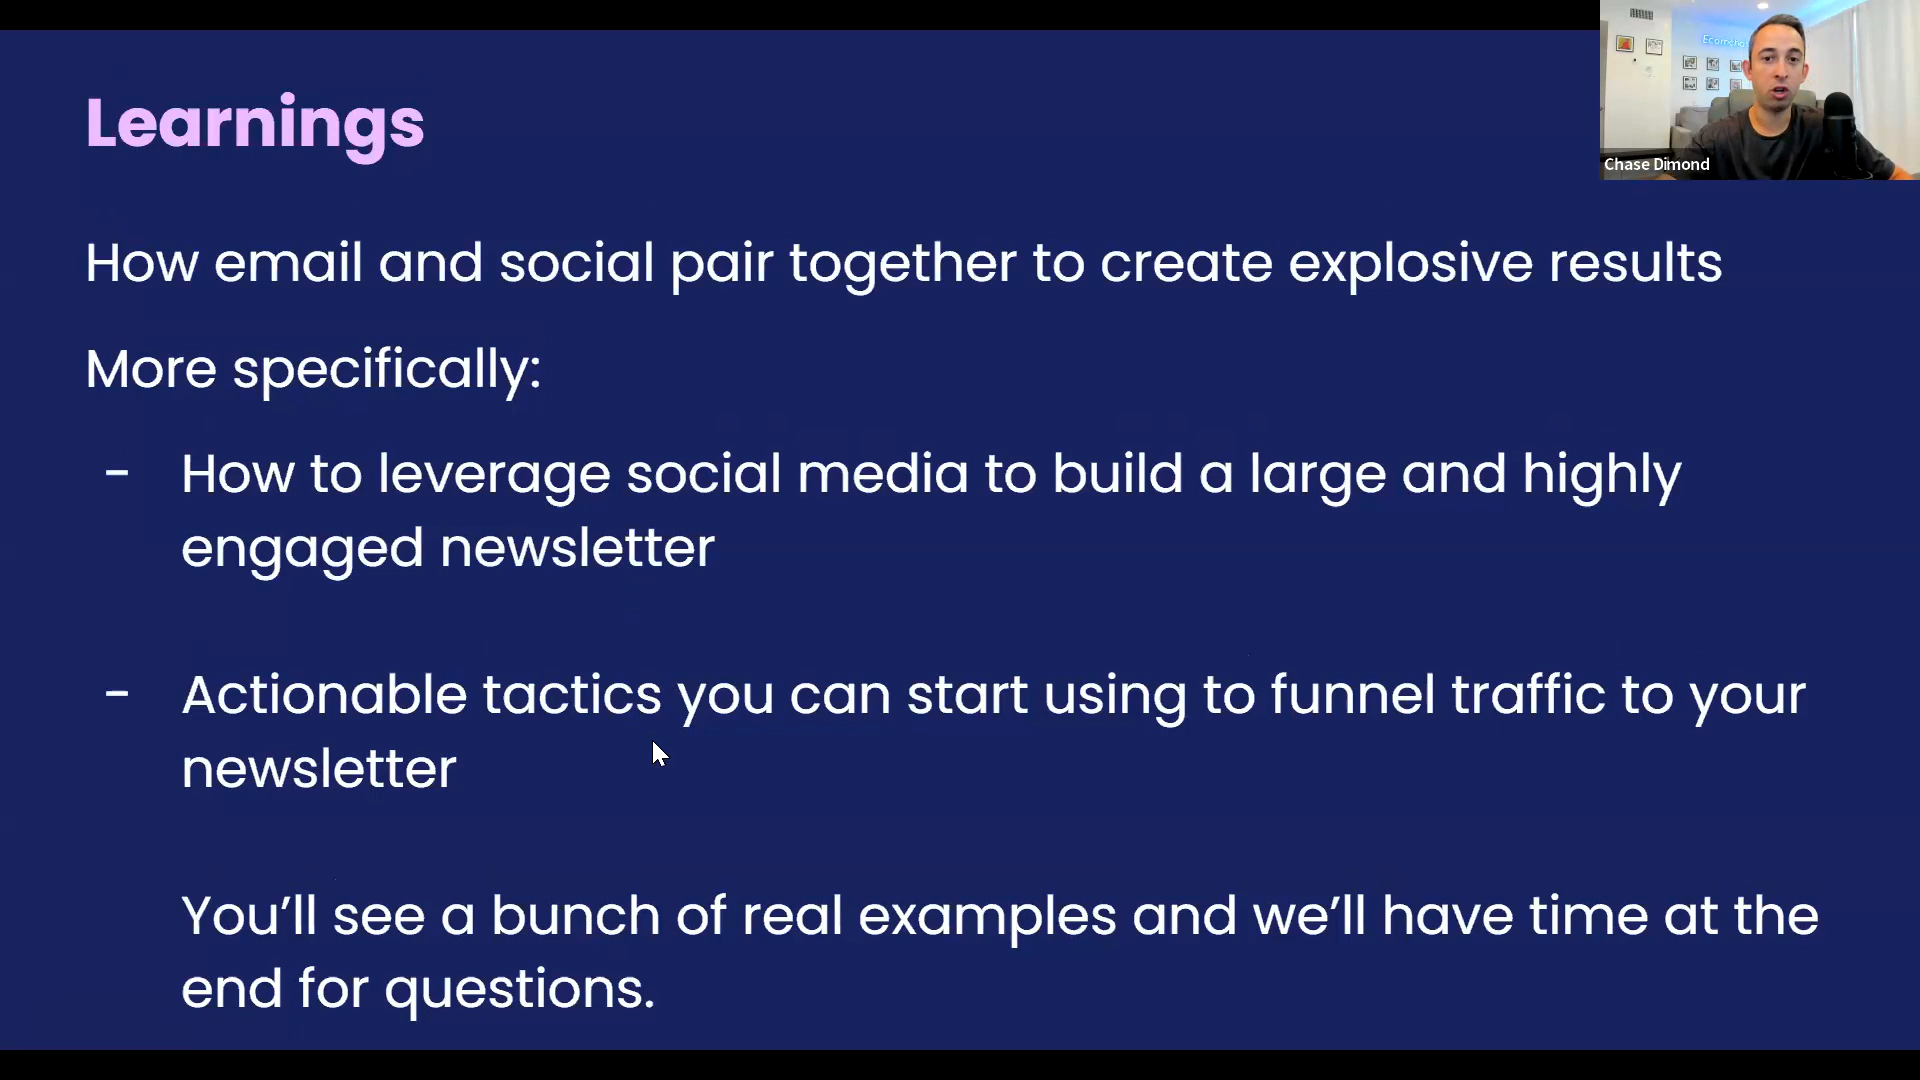 Learnings
How email and social pair together to create explosive results
More specifically:
- How to leverage social media to build a large and highly
engaged newsletter
- Actionable tactics you can start using to funnel traffic to your
newsletter
You’ll see a bunch of real examples and we’ll have time at the
end for questions.
Chase Dimond